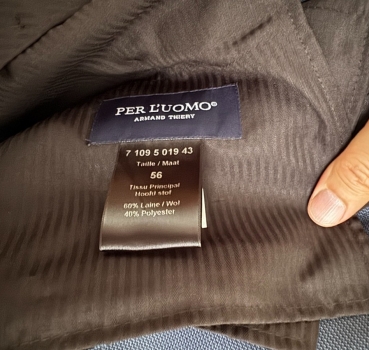 PER L'UOMO®
ARMAND THIERY
7 109 5 019 43
Taille / Maat
56
Tissu Principal
Hoofd stof
60% Laine / Wol
40% Polyester